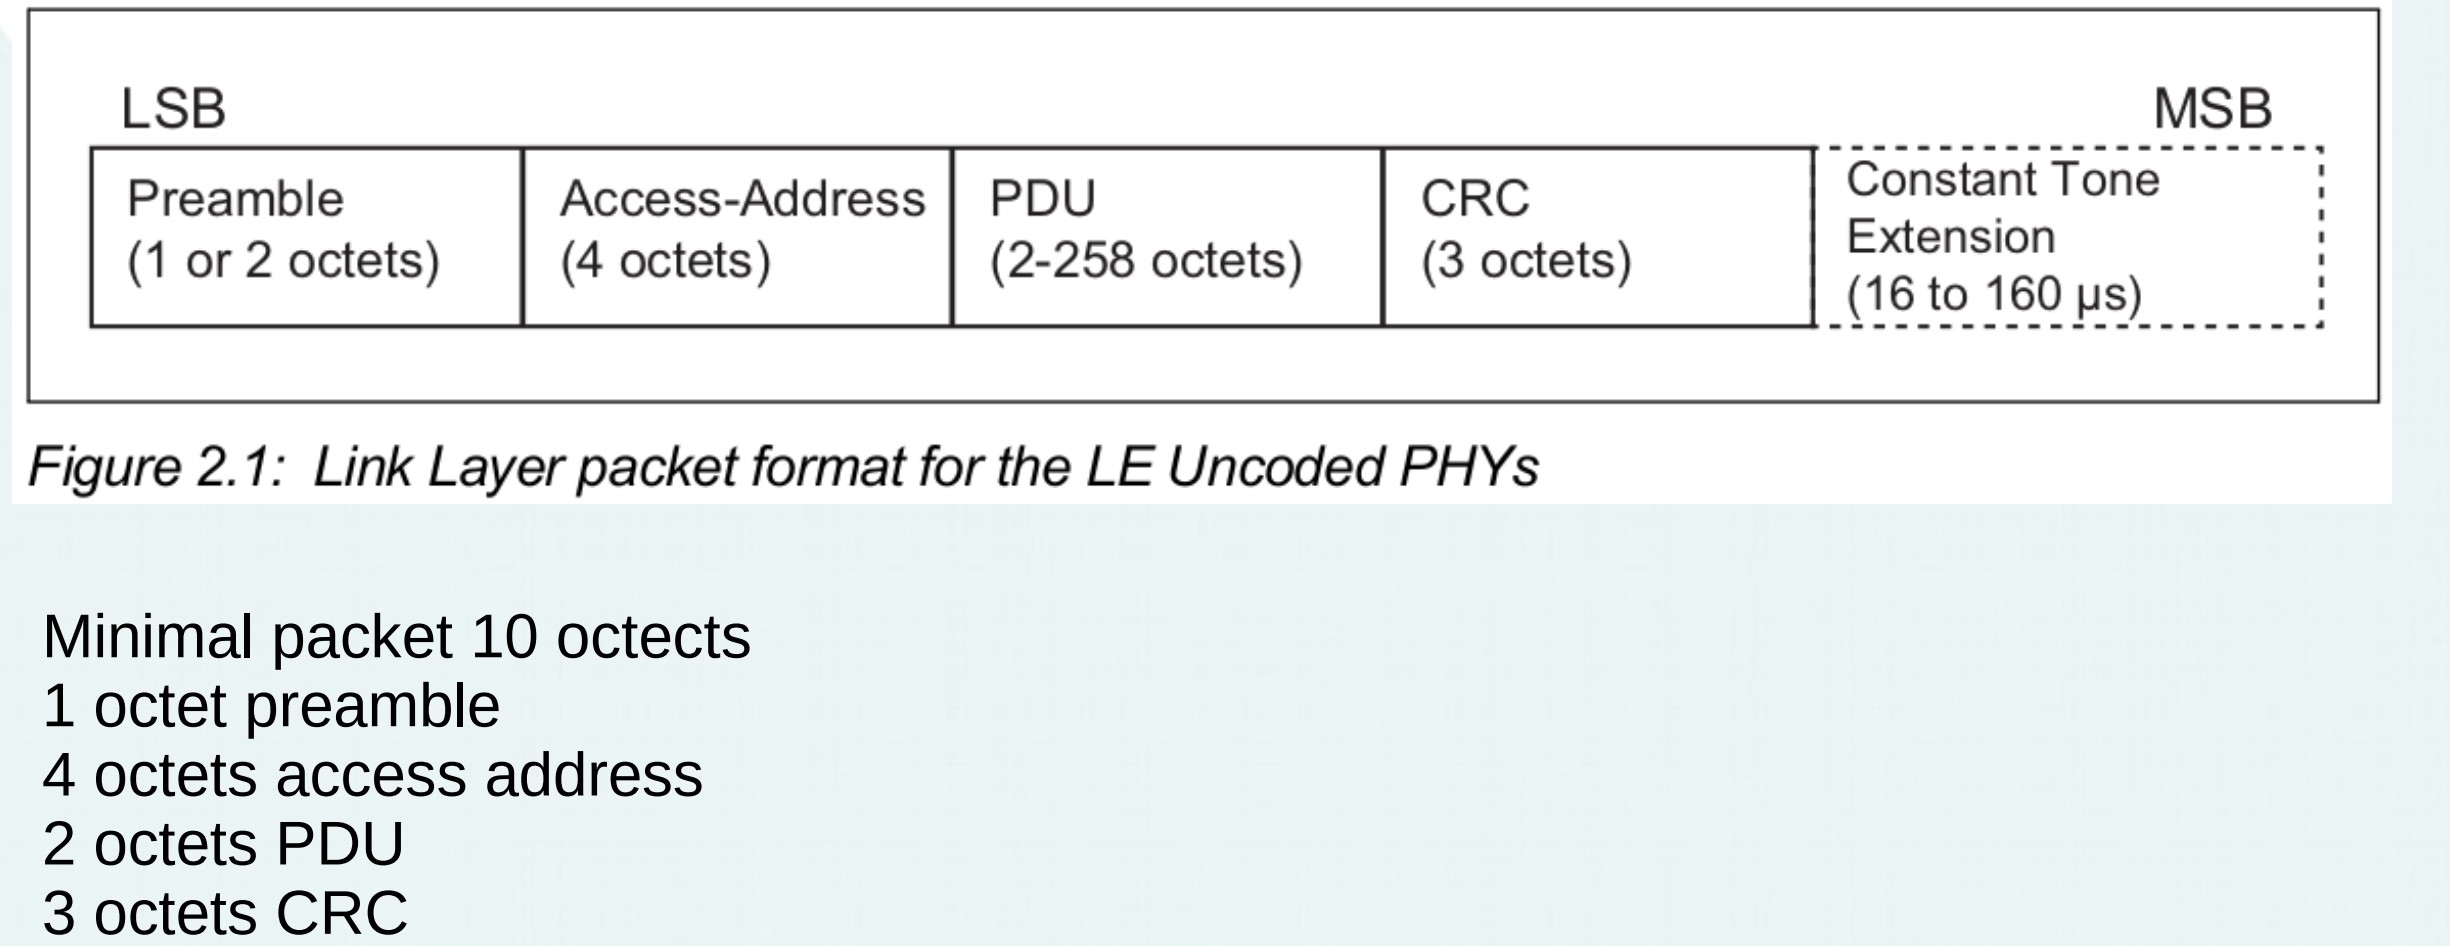 LSB
MSB
Preamble
(1 or 2 octets)
Access-Address
(4 octets)
PDU
(2-258 octets)
CRC
(3 octets)
Constant Tone
Extension
(16 to 160 µs)
Figure 2.1: Link Layer packet format for the LE Uncoded PHYs
Minimal packet 10 octects
1 octet preamble
4 octets access address
2 octets PDU
3 octets CRC